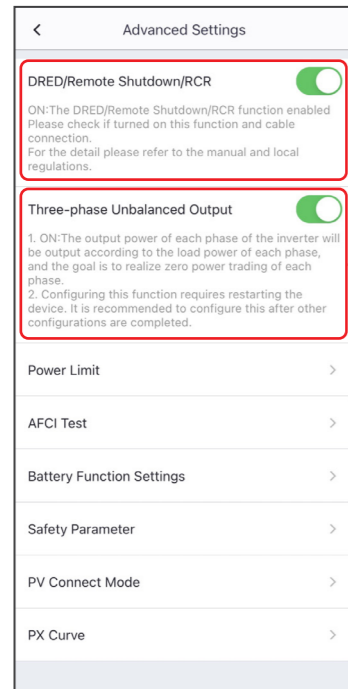 Advanced Settings
DRED/Remote Shutdown/RCR
ON:The DRED/Remote Shutdown/RCR function enabled
Please check if turned on this function and cable
connection.
For the detail please refer to the manual and local
regulations.
Three-phase Unbalanced Output
1. ON:The output power of each phase of the inverter will
be output according to the load power of each phase,
and the goal is to realize zero power trading of each
phase.
2. Configuring this function requires restarting the
device. It is recommended to configure this after other
configurations are completed.
Power Limit
AFCI Test
Battery Function Settings
Safety Parameter
PV Connect Mode
PX Curve